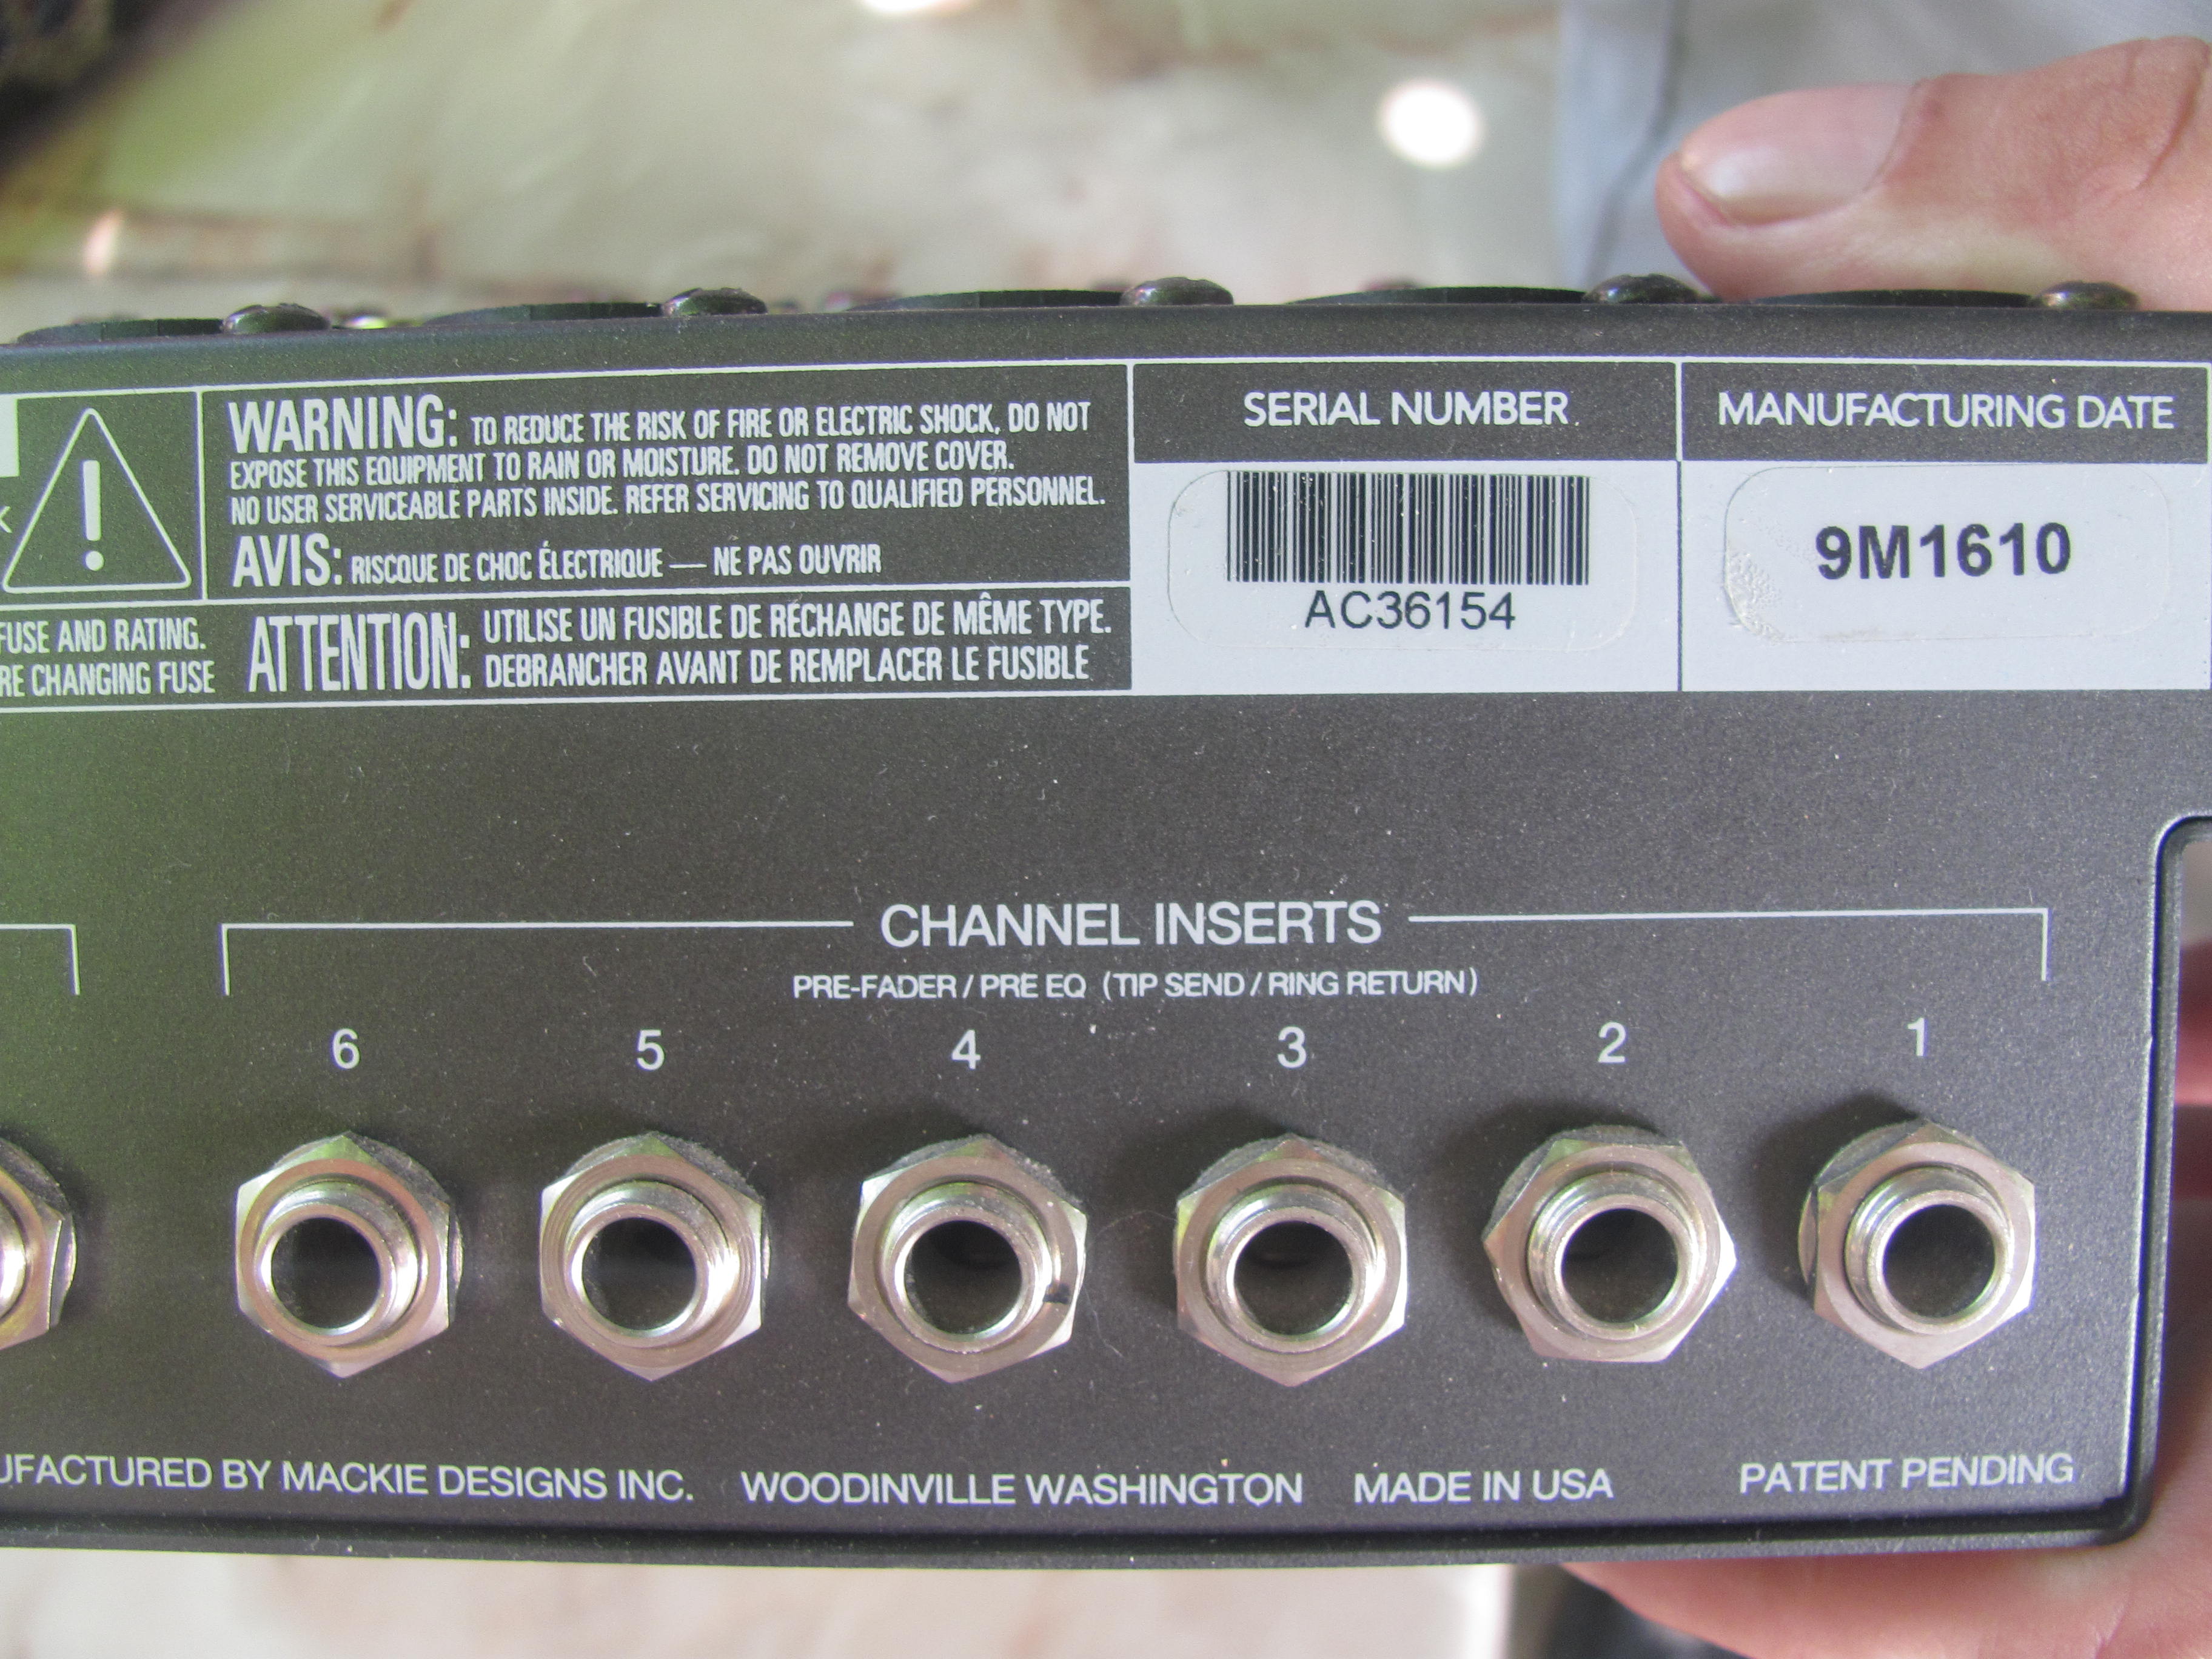 WARNING: TO REDUCE THE RISK OF FIRE OR ELECTRIC SHOCK, DO NOT
EXPOSE THIS EQUIPMENT TO RAIN OR MOISTURE. DO NOT REMOVE COVER.
NO USER SERVICEABLE PARTS INSIDE. REFER SERVICING TO QUALIFIED PERSONNEL.
AVIS: RISCQUE DE CHOC ÉLECTRIQUE — NE PAS OUVRIR
FUSE AND RATING.
RE CHANGING FUSE
ATTENTION: UTILISE UN FUSIBLE DE RECHANGE DE MÊME TYPE.
DEBRANCHER AVANT DE REMPLACER LE FUSIBLE
SERIAL NUMBER
AC36154
MANUFACTURING DATE
9M1610
CHANNEL INSERTS
PRE-FADER / PRE EQ (TIP SEND / RING RETURN)
6 5 4 3 2 1
UFACTURED BY MACKIE DESIGNS INC. WOODINVILLE WASHINGTON MADE IN USA PATENT PENDING